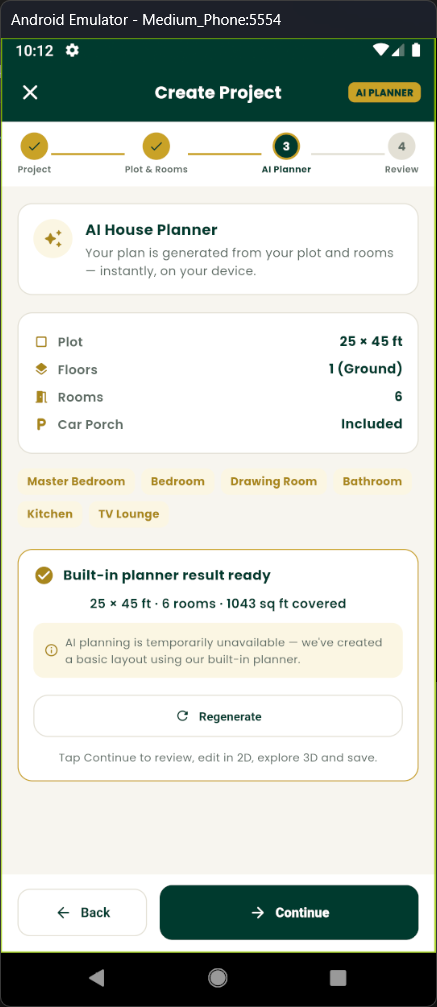 Android Emulator - Medium_Phone:5554
10:12
Create Project
AI PLANNER
3
4
Project
Plot & Rooms
AI Planner
Review
AI House Planner
Your plan is generated from your plot and rooms
— instantly, on your device.
Plot
25 × 45 ft
Floors
1 (Ground)
Rooms
6
P
Car Porch
Included
Master Bedroom
Bedroom
Drawing Room
Bathroom
Kitchen
TV Lounge
Built-in planner result ready
25 × 45 ft · 6 rooms · 1043 sq ft covered
AI planning is temporarily unavailable — we've created
a basic layout using our built-in planner.
Regenerate
Tap Continue to review, edit in 2D, explore 3D and save.
Back
Continue